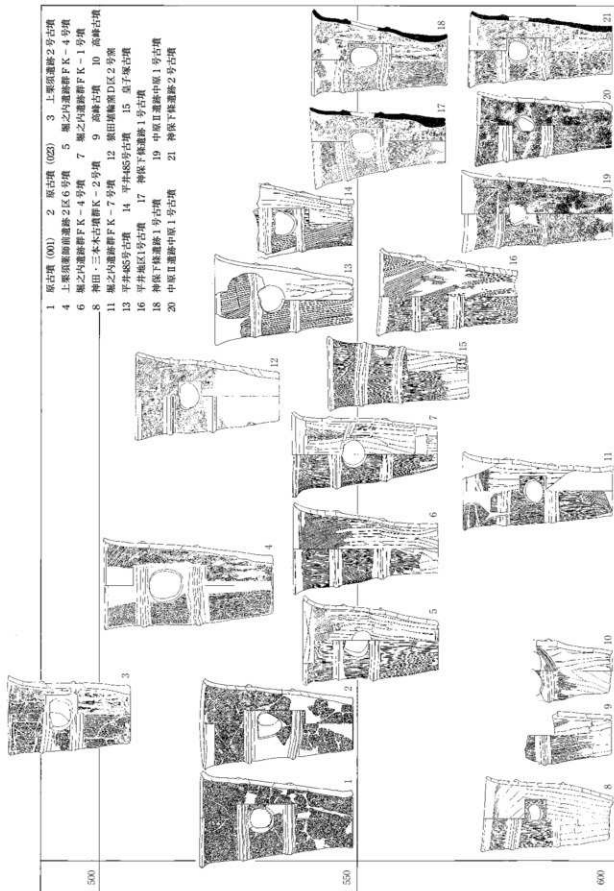 1 原古墳 (001) 2 原古墳 (023) 3 上栗須遺跡2号古墳
4 上栗須薬師前遺跡2区6号墳 5 堀之内遺跡群FK-4号墳
6 堀之内遺跡群FK-4号墳 7 堀之内遺跡群FK-1号墳
8 神田・三本木古墳群K-2号墳 9 高峰古墳 10 高峰古墳
11 堀之内遺跡群FK-7号墳 12 猿田埴輪窯D区2号窯
13 平井485号古墳 14 平井485号古墳 15 皇子塚古墳
16 平井地区1号古墳 17 神保下條遺跡1号古墳
18 神保下條遺跡1号古墳 19 中原Ⅱ遺跡中原1号古墳
20 中原Ⅱ遺跡中原1号古墳 21 神保下條遺跡2号古墳
500
550
600
1
2
3
4
5
6
7
8
9
10
11
12
13
14
15
16
17
18
19
20
21